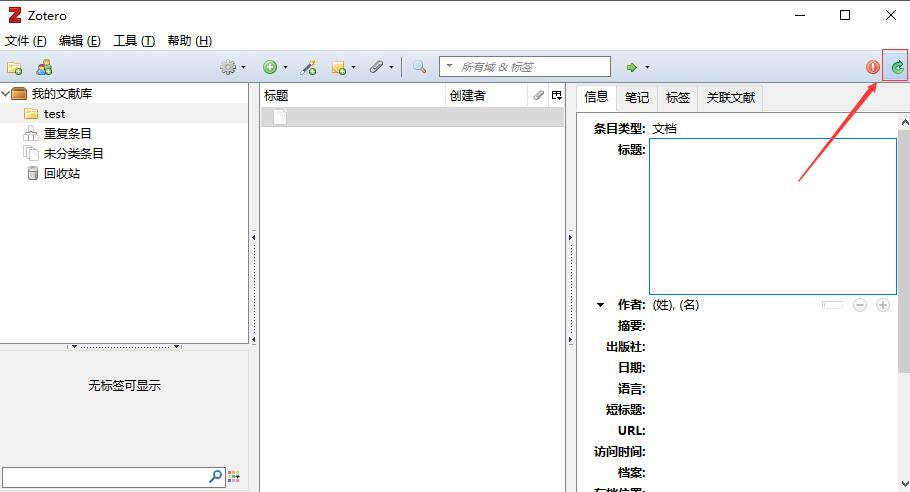 Zotero
文件 (F) 编辑 (E) 工具 (T) 帮助 (H)
所有域 & 标签
我的文献库
test
重复条目
未分类条目
回收站
无标签可显示
标题 创建者
信息 笔记 标签 关联文献
条目类型: 文档
标题:
作者: (姓), (名)
摘要:
出版社:
日期:
语言:
短标题:
URL:
访问时间:
档案:
存档位置: